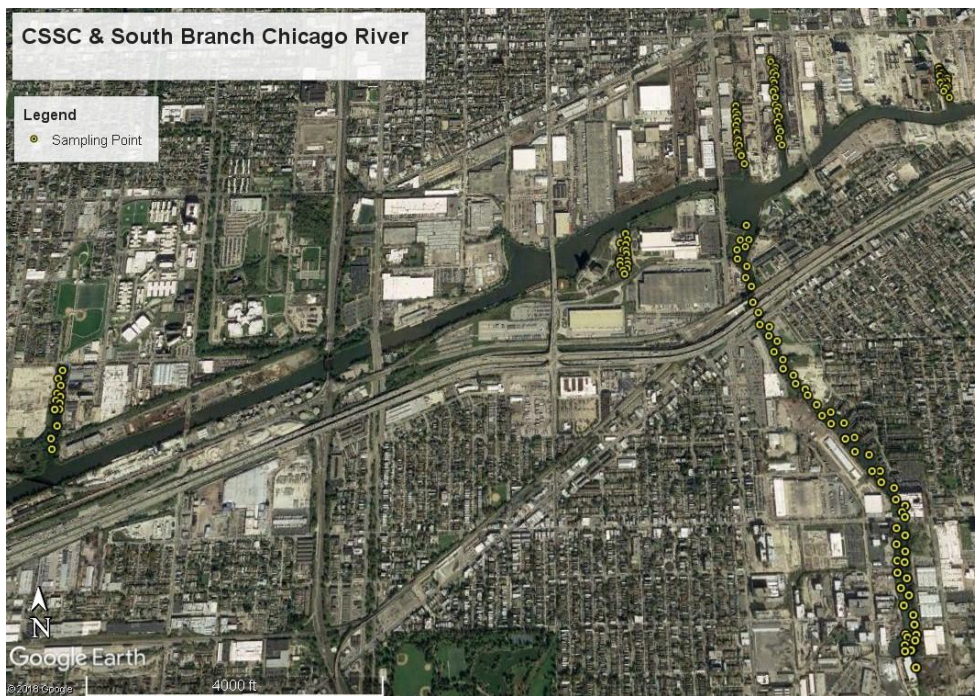 CSSC & South Branch Chicago River
Legend
Sampling Point
N
Google Earth
© 2018 Google
4000 ft